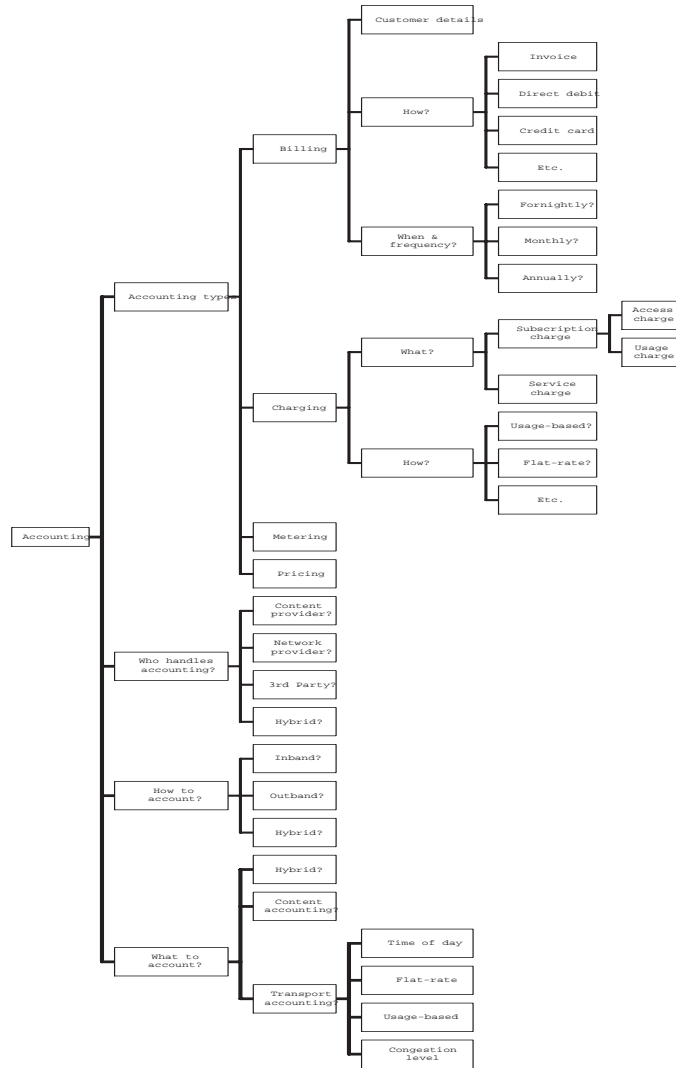 Customer details
Invoice
Direct debit
How?
Credit card
Billing
Etc.
Fornightly?
When &
frequency?
Monthly?
Annually?
Accounting types
Access
charge
Subscription
charge
Usage
charge
What?
Service
charge
Charging
Usage-based?
How?
Flat-rate?
Etc.
Accounting
Metering
Pricing
Content
provider?
Network
provider?
Who handles
accounting?
3rd Party?
Hybrid?
Inband?
How to
account?
Outband?
Hybrid?
Hybrid?
Content
accounting?
What to
account?
Time of day
Flat-rate
Transport
accounting?
Usage-based
Congestion
level